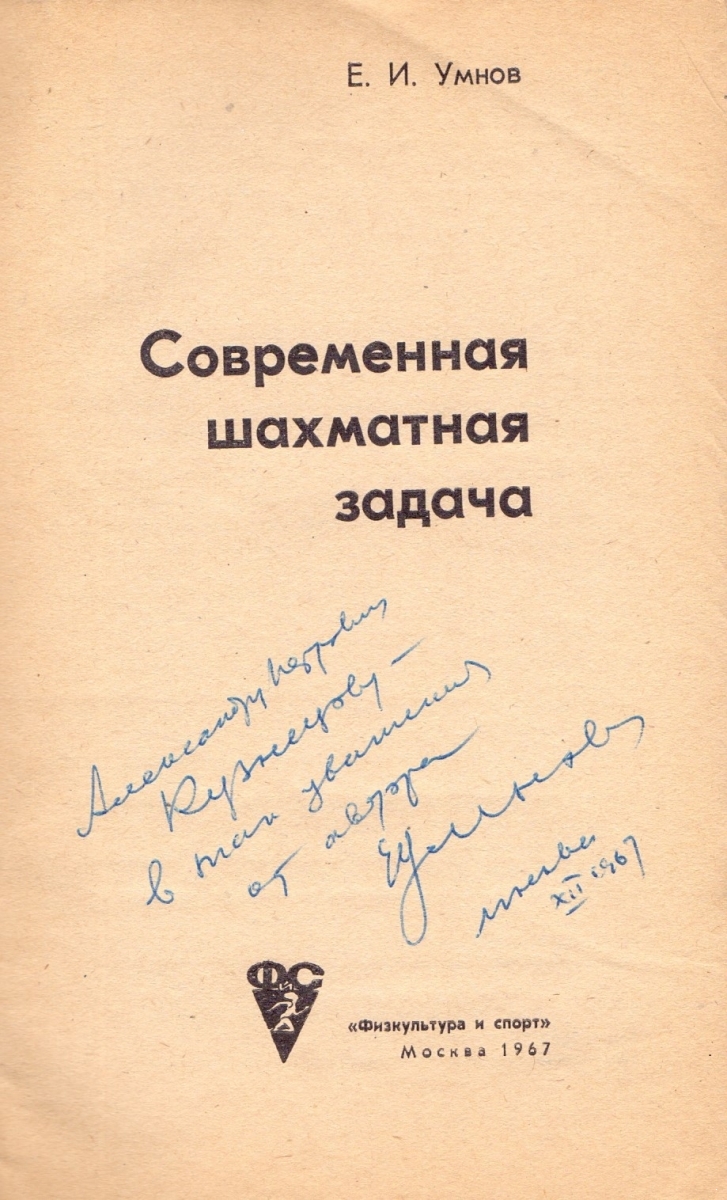 Е. И. Умнов
Современная
шахматная
задача
Александру Петровичу
Кузнецову —
в знак уважения
от автора
ЕУмнов
Москва
XII 1967
ФиС
«Физкультура и спорт»
Москва 1967